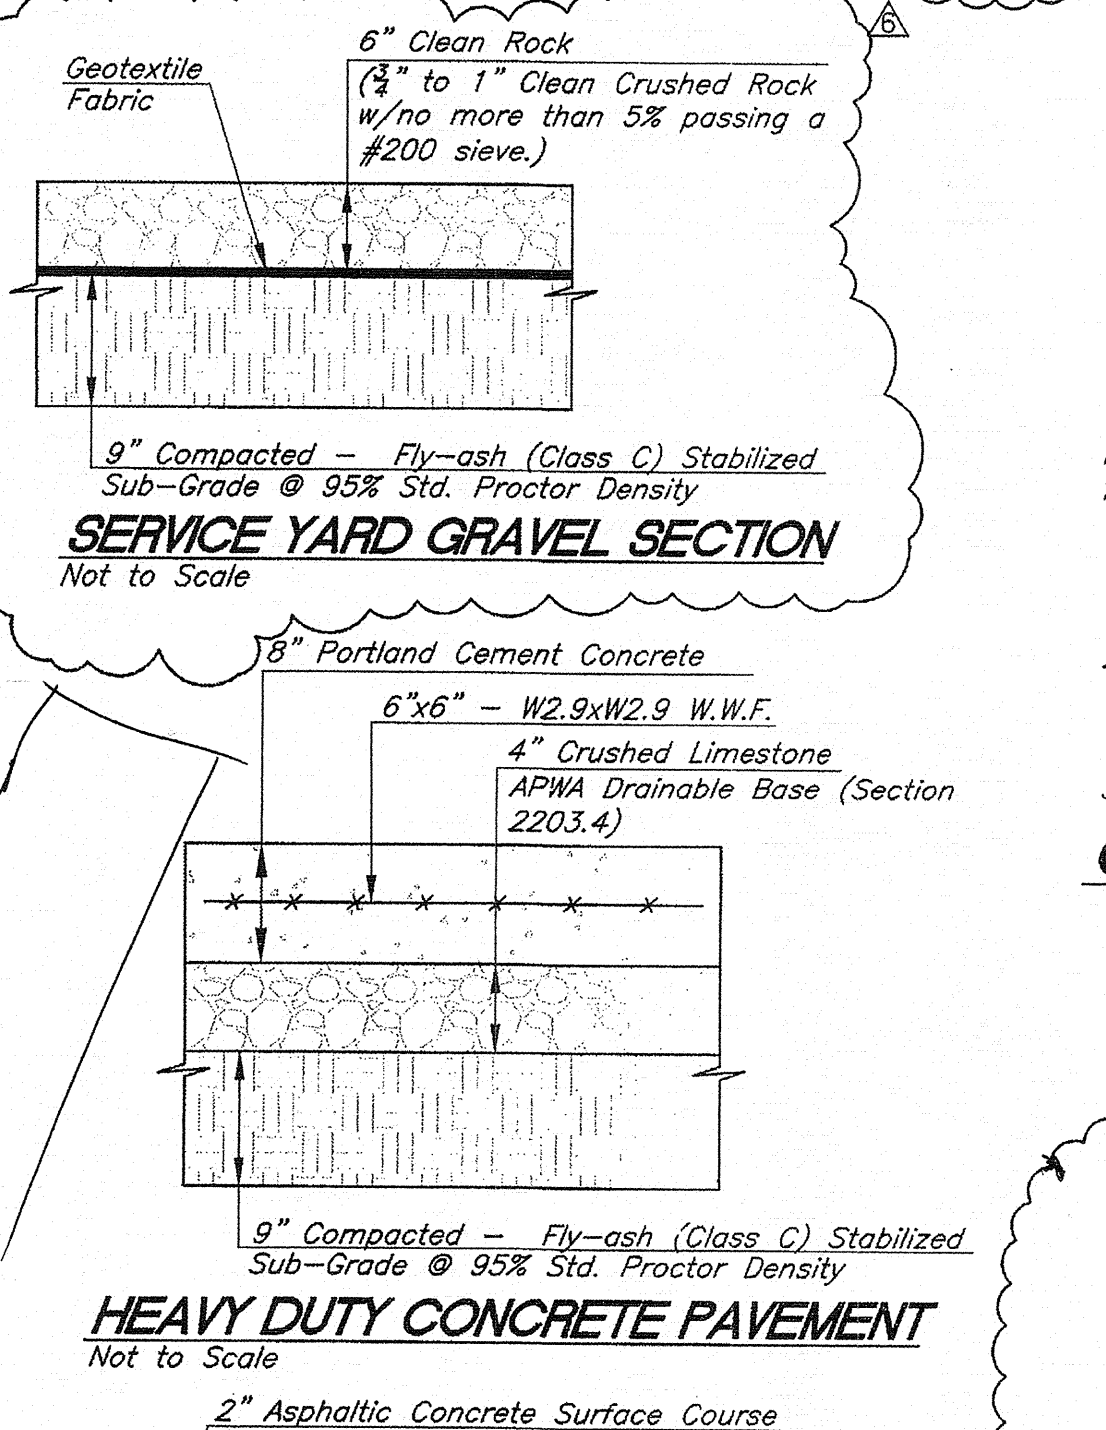 6
6" Clean Rock
(3/4" to 1" Clean Crushed Rock
w/no more than 5% passing a
#200 sieve.)
Geotextile
Fabric
9" Compacted – Fly-ash (Class C) Stabilized
Sub-Grade @ 95% Std. Proctor Density
SERVICE YARD GRAVEL SECTION
Not to Scale
8" Portland Cement Concrete
6"x6" – W2.9xW2.9 W.W.F.
4" Crushed Limestone
APWA Drainable Base (Section
2203.4)
9" Compacted – Fly-ash (Class C) Stabilized
Sub-Grade @ 95% Std. Proctor Density
HEAVY DUTY CONCRETE PAVEMENT
Not to Scale
2" Asphaltic Concrete Surface Course